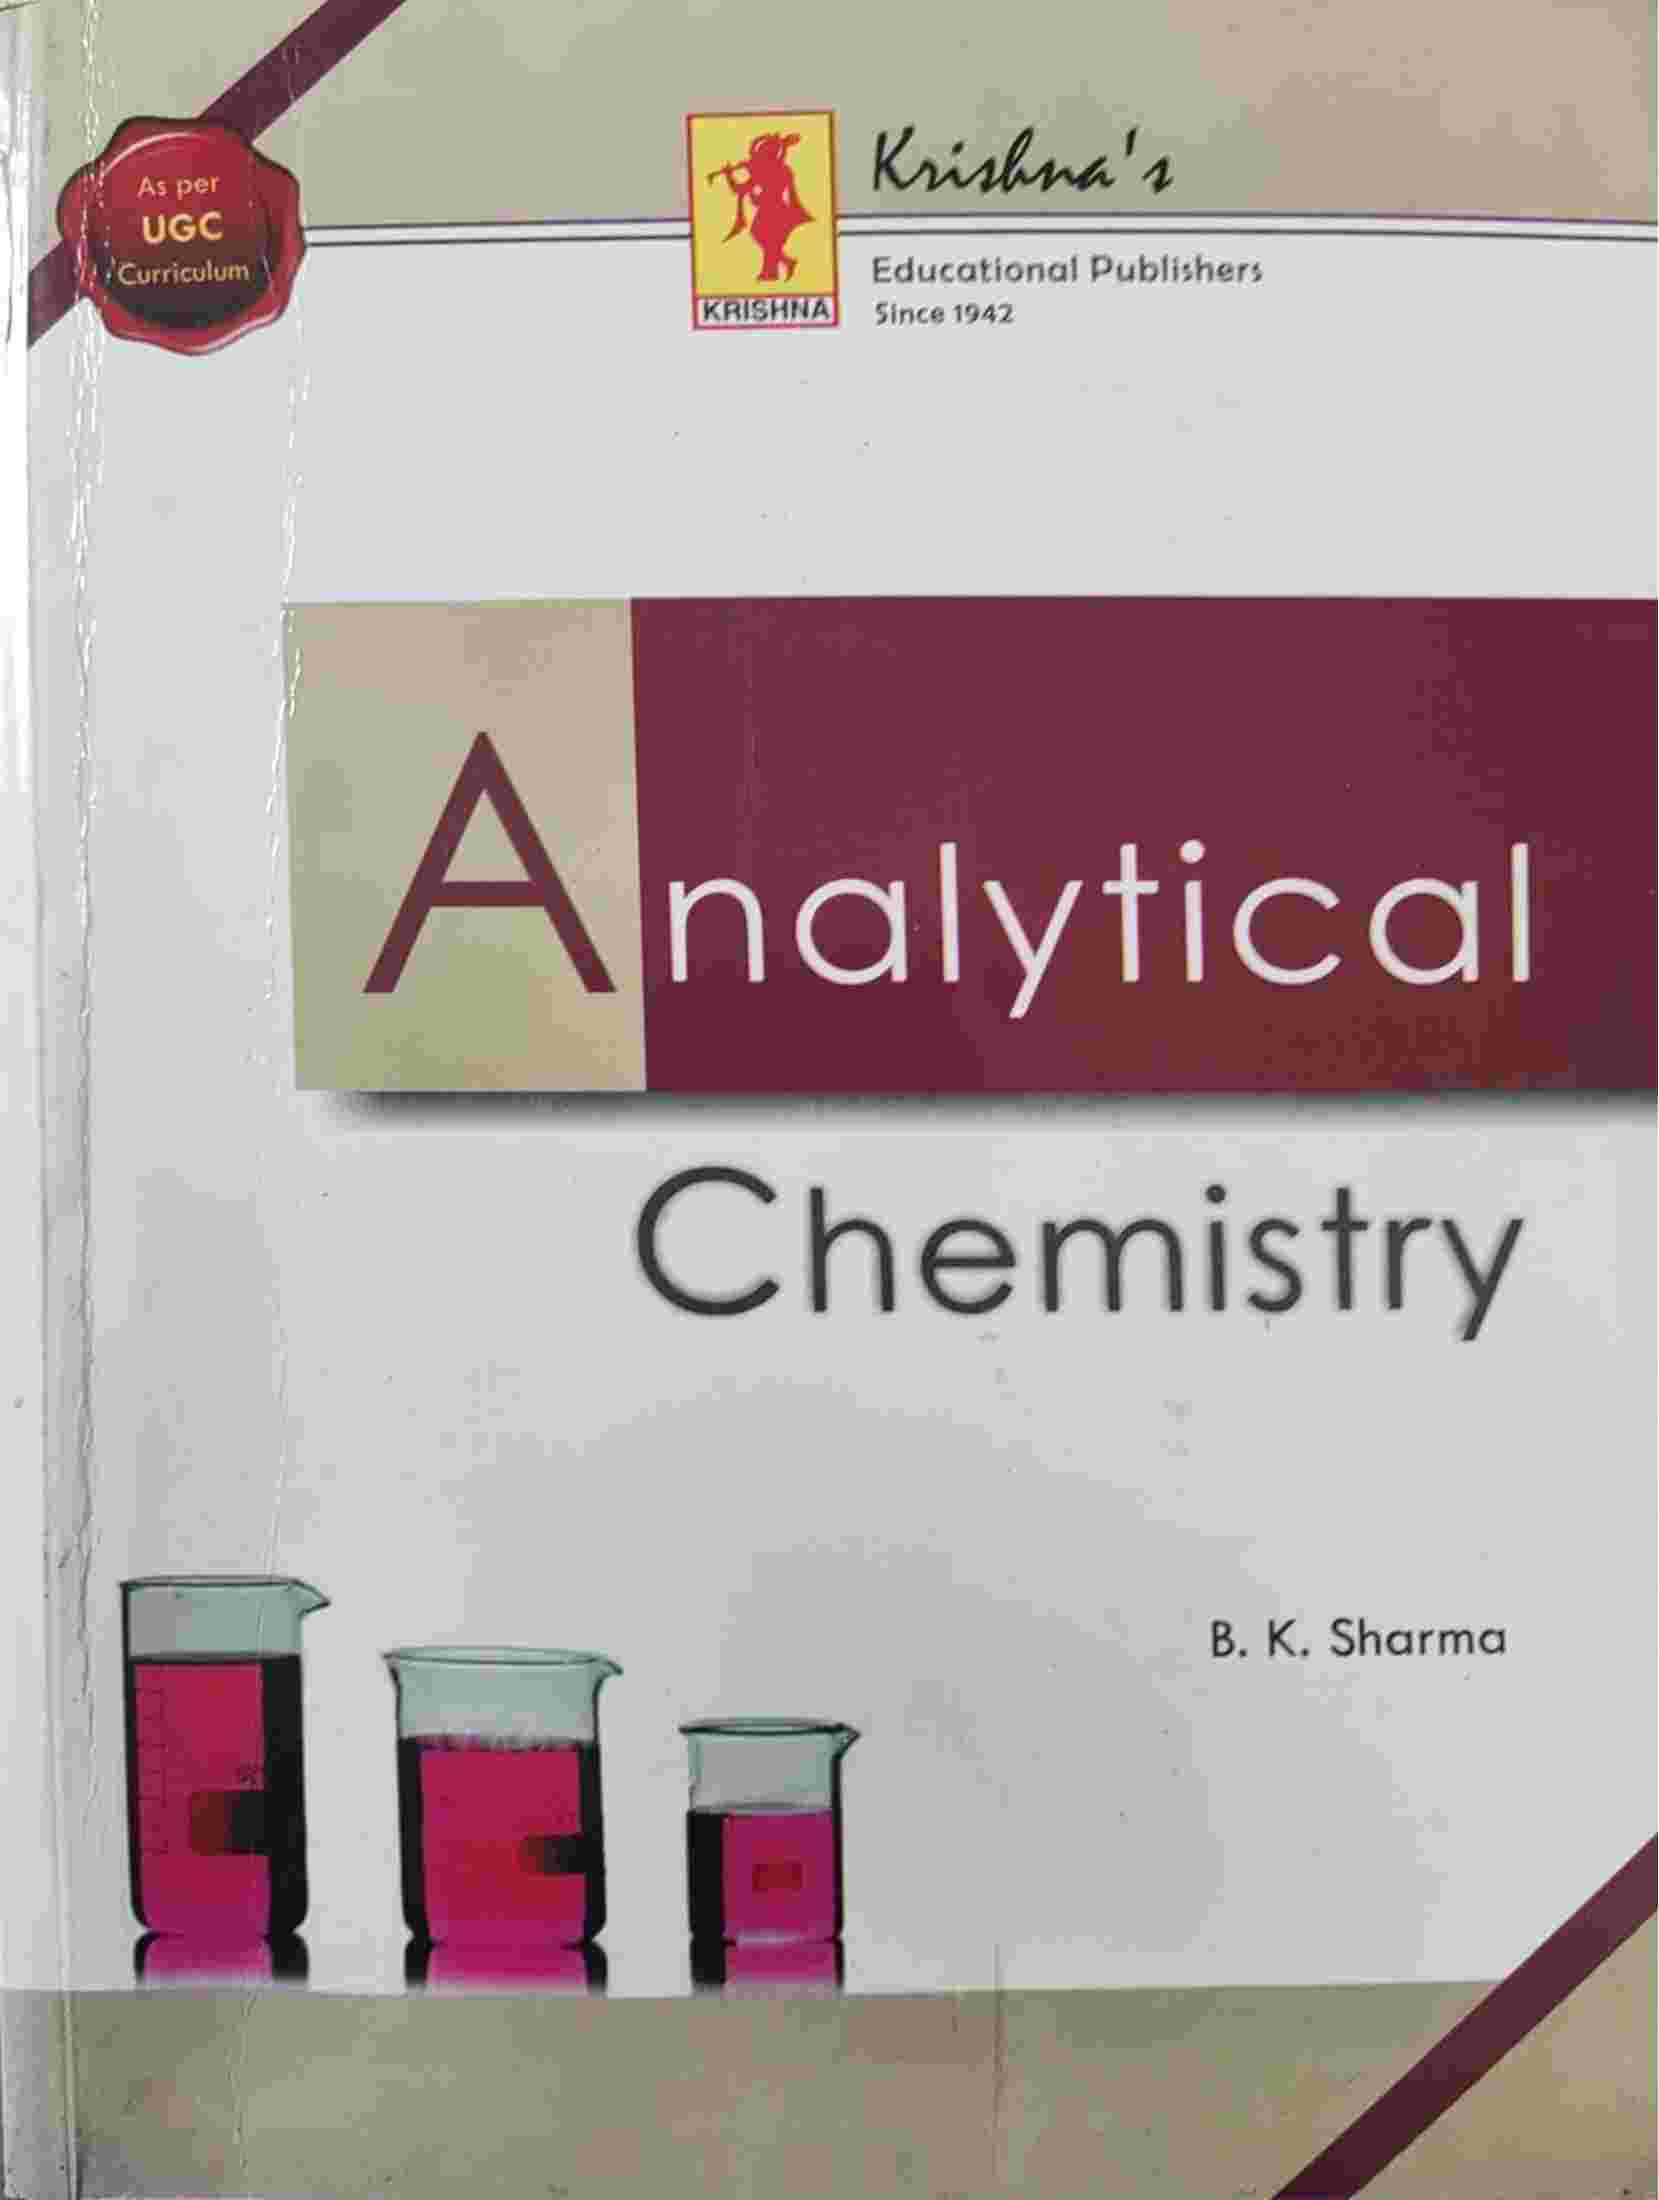 As per
UGC
Curriculum
KRISHNA
Krishna's
Educational Publishers
Since 1942
Analytical
Chemistry
B. K. Sharma